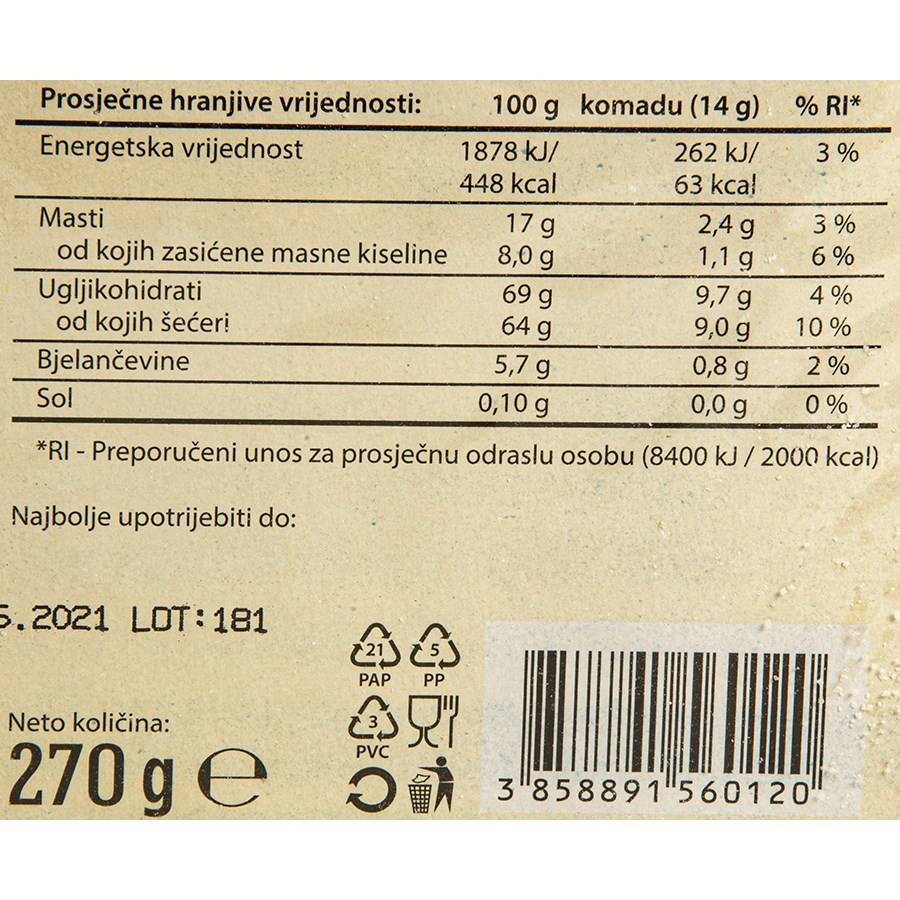 Prosječne hranjive vrijednosti: 100 g komadu (14 g) % RI*
Energetska vrijednost 1878 kJ/ 262 kJ/ 3 %
448 kcal 63 kcal
Masti 17 g 2,4 g 3 %
od kojih zasićene masne kiseline 8,0 g 1,1 g 6 %
Ugljikohidrati 69 g 9,7 g 4 %
od kojih šećeri 64 g 9,0 g 10 %
Bjelančevine 5,7 g 0,8 g 2 %
Sol 0,10 g 0,0 g 0 %
*RI - Preporučeni unos za prosječnu odraslu osobu (8400 kJ / 2000 kcal)
Najbolje upotrijebiti do:
.2021 LOT:181
21 5
PAP PP
3
PVC
Neto količina:
270 g e
3 858891 560120